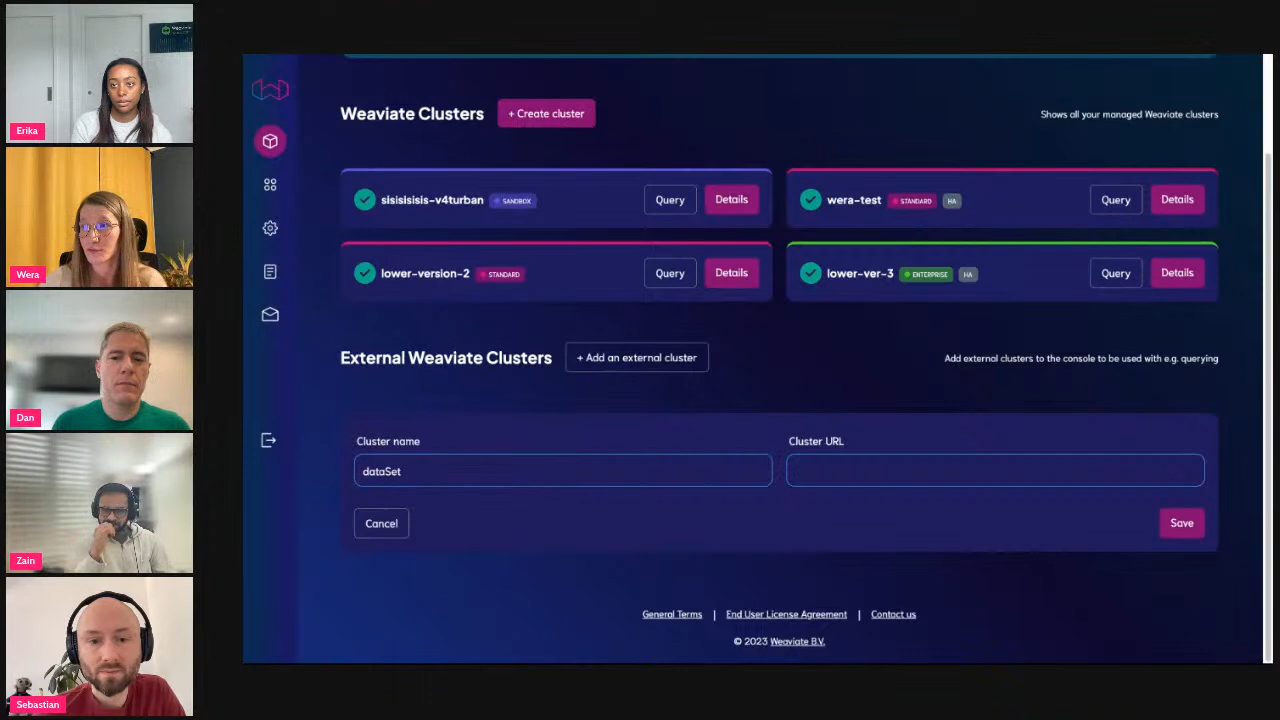 Weaviate
Erika
Wera
Dan
Zain
Sebastian
Weaviate Clusters
+ Create cluster
Shows all your managed Weaviate clusters
sisisisisis-v4turban
SANDBOX
Query
Details
wera-test
STANDARD
HA
Query
Details
lower-version-2
STANDARD
Query
Details
lower-ver-3
ENTERPRISE
HA
Query
Details
External Weaviate Clusters
+ Add an external cluster
Add external clusters to the console to be used with e.g. querying
Cluster name
Cluster URL
dataSet
Cancel
Save
General Terms | End User License Agreement | Contact us
© 2023 Weaviate B.V.